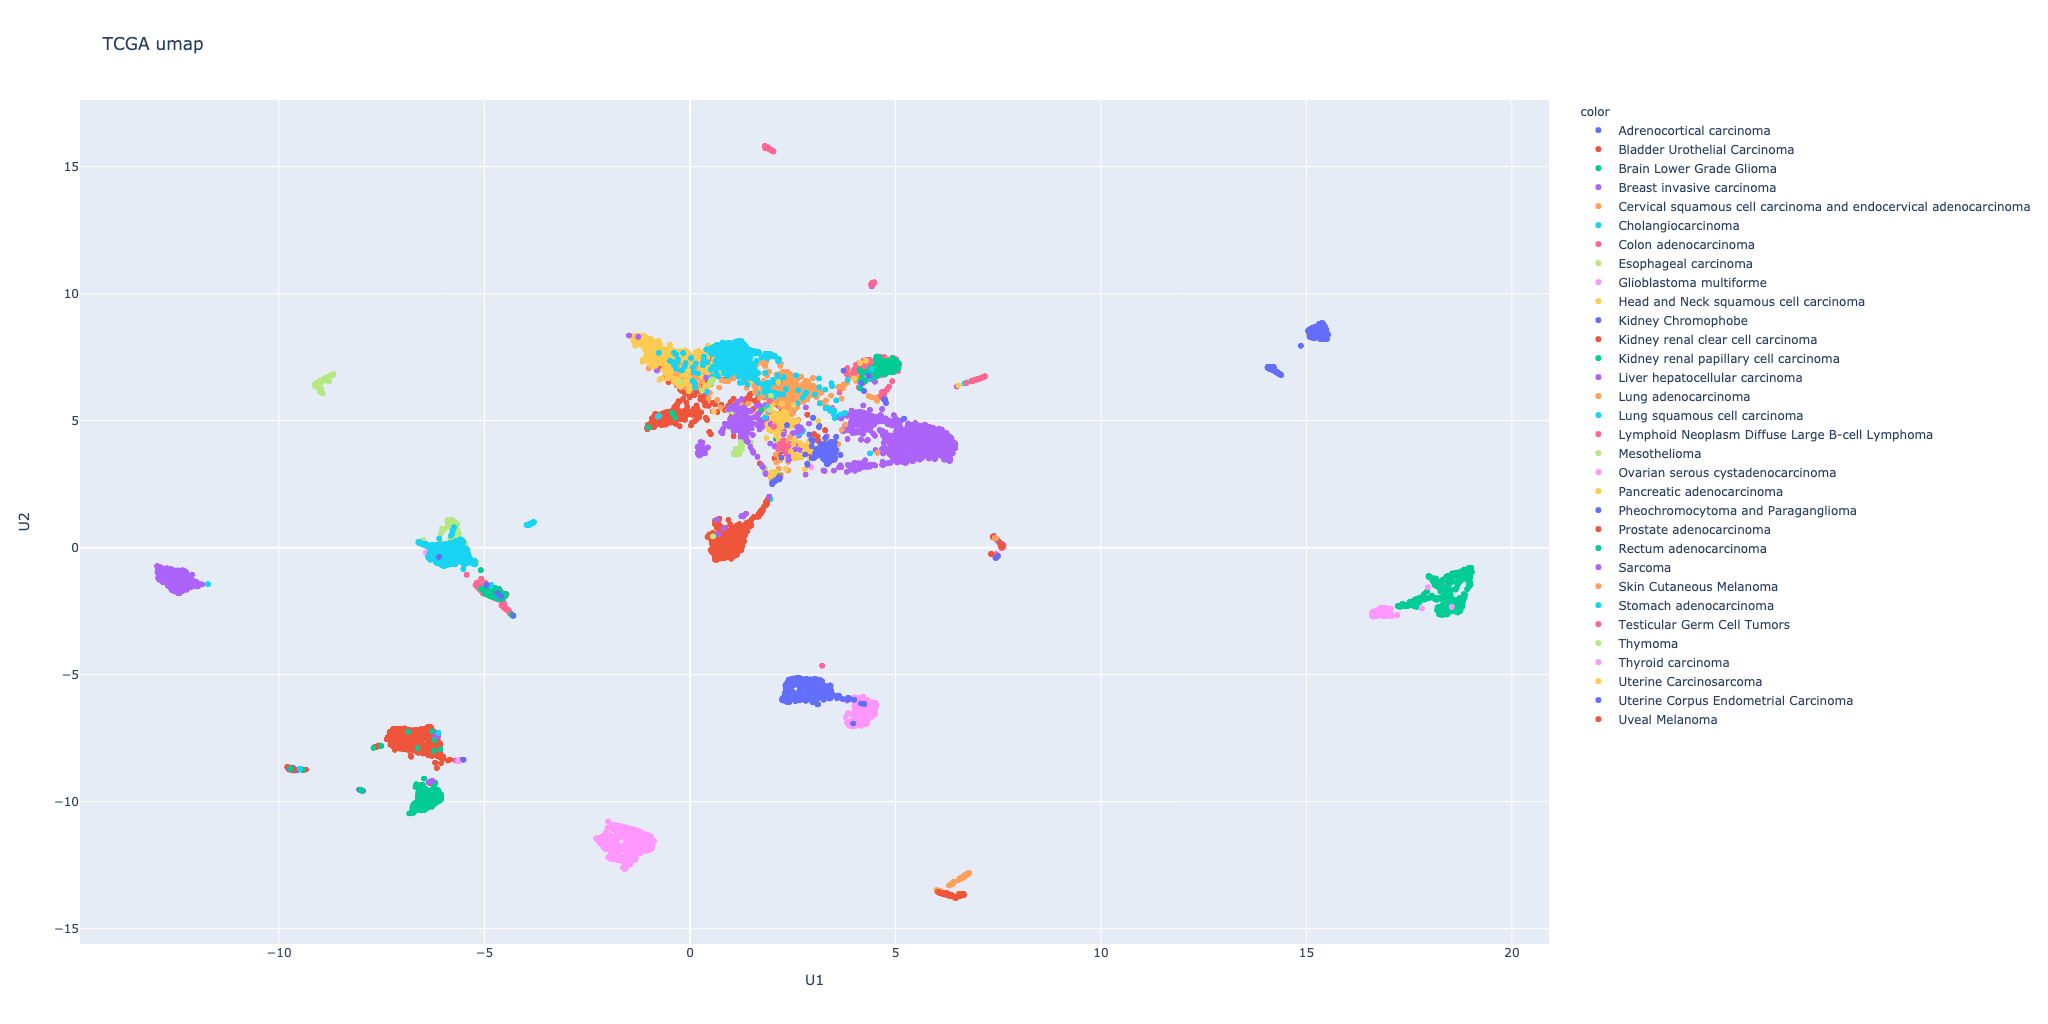 TCGA umap
color
Adrenocortical carcinoma
Bladder Urothelial Carcinoma
Brain Lower Grade Glioma
Breast invasive carcinoma
Cervical squamous cell carcinoma and endocervical adenocarcinoma
Cholangiocarcinoma
Colon adenocarcinoma
Esophageal carcinoma
Glioblastoma multiforme
Head and Neck squamous cell carcinoma
Kidney Chromophobe
Kidney renal clear cell carcinoma
Kidney renal papillary cell carcinoma
Liver hepatocellular carcinoma
Lung adenocarcinoma
Lung squamous cell carcinoma
Lymphoid Neoplasm Diffuse Large B-cell Lymphoma
Mesothelioma
Ovarian serous cystadenocarcinoma
Pancreatic adenocarcinoma
Pheochromocytoma and Paraganglioma
Prostate adenocarcinoma
Rectum adenocarcinoma
Sarcoma
Skin Cutaneous Melanoma
Stomach adenocarcinoma
Testicular Germ Cell Tumors
Thymoma
Thyroid carcinoma
Uterine Carcinosarcoma
Uterine Corpus Endometrial Carcinoma
Uveal Melanoma
15
10
5
0
−5
−10
−15
U2
−10
−5
0
5
10
15
20
U1